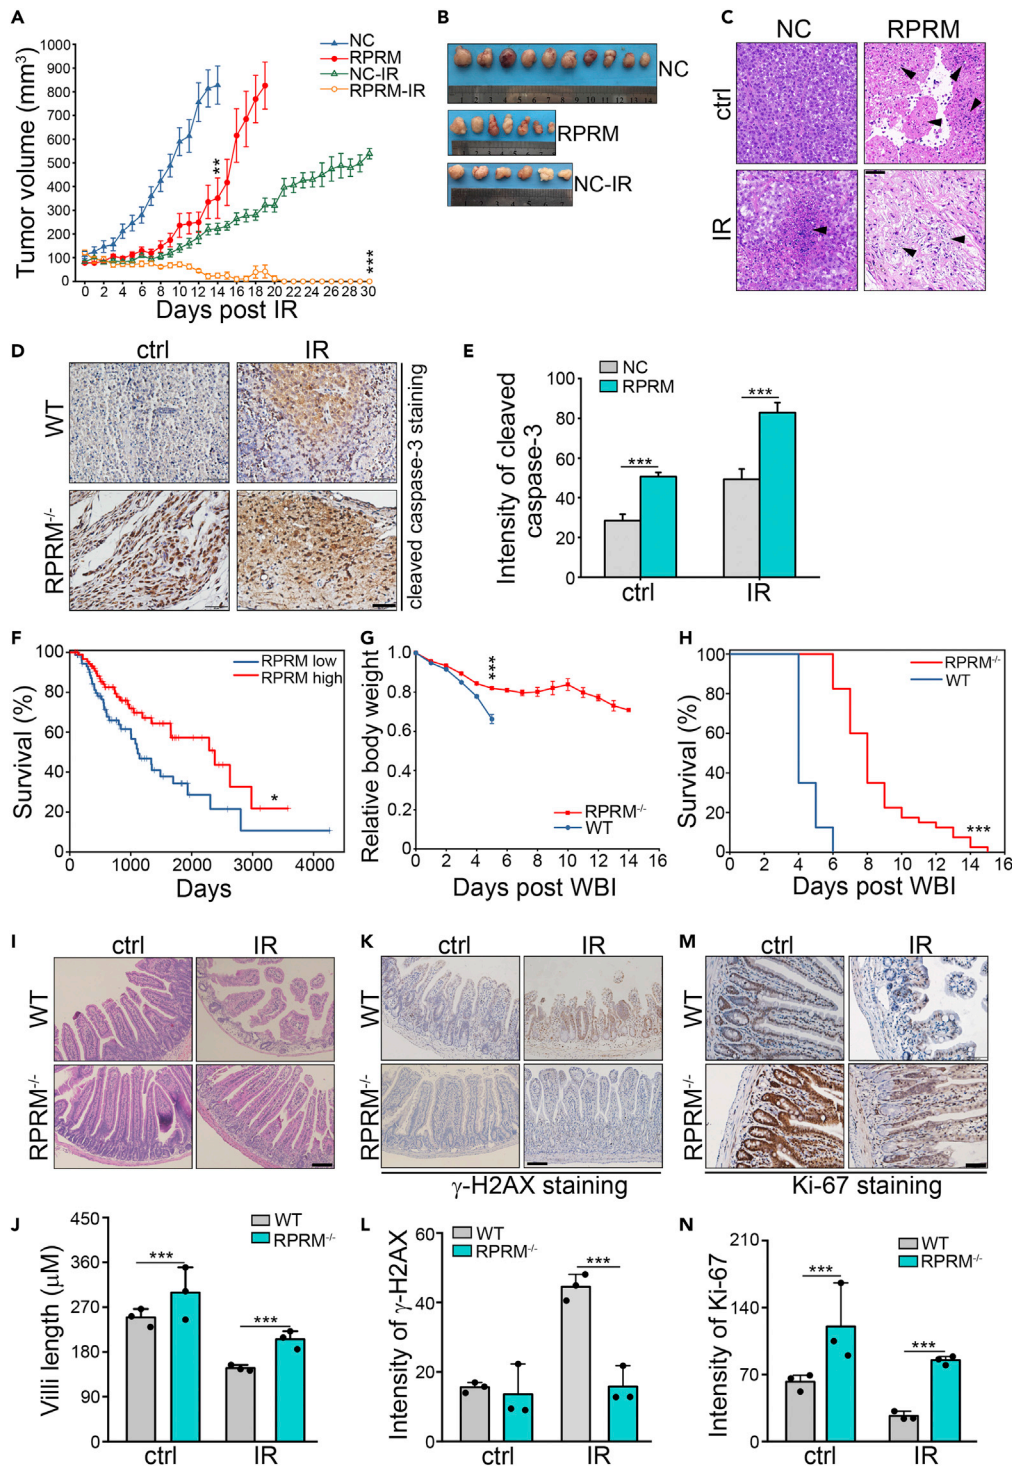 A
NC
RPRM
NC-IR
RPRM-IR
Tumor volume (mm³)
1000
900
800
700
600
500
400
300
200
100
0
**
***
0 2 4 6 8 10 12 14 16 18 20 22 24 26 28 30
Days post IR
B
NC
RPRM
NC-IR
C
NC RPRM
ctrl
IR
D
ctrl IR
WT
RPRM-/-
cleaved caspase-3 staining
E
NC
RPRM
Intensity of cleaved
caspase-3
100
80
60
40
20
0
***
***
ctrl IR
F
RPRM low
RPRM high
Survival (%)
100
80
60
40
20
0
*
0 1000 2000 3000 4000
Days
G
Relative body weight
1.0
0.8
0.6
0.4
0.2
0
***
RPRM-/-
WT
0 2 4 6 8 10 12 14 16
Days post WBI
H
RPRM-/-
WT
Survival (%)
100
80
60
40
20
0
***
0 2 4 6 8 10 12 14 16
Days post WBI
I
ctrl IR
WT
RPRM-/-
K
ctrl IR
WT
RPRM-/-
γ-H2AX staining
M
ctrl IR
WT
RPRM-/-
Ki-67 staining
J
WT
RPRM-/-
Villi length (μM)
450
360
270
180
90
0
***
***
ctrl IR
L
WT
RPRM-/-
Intensity of γ-H2AX
60
40
20
0
***
ctrl IR
N
WT
RPRM-/-
Intensity of Ki-67
210
140
70
0
***
***
ctrl IR